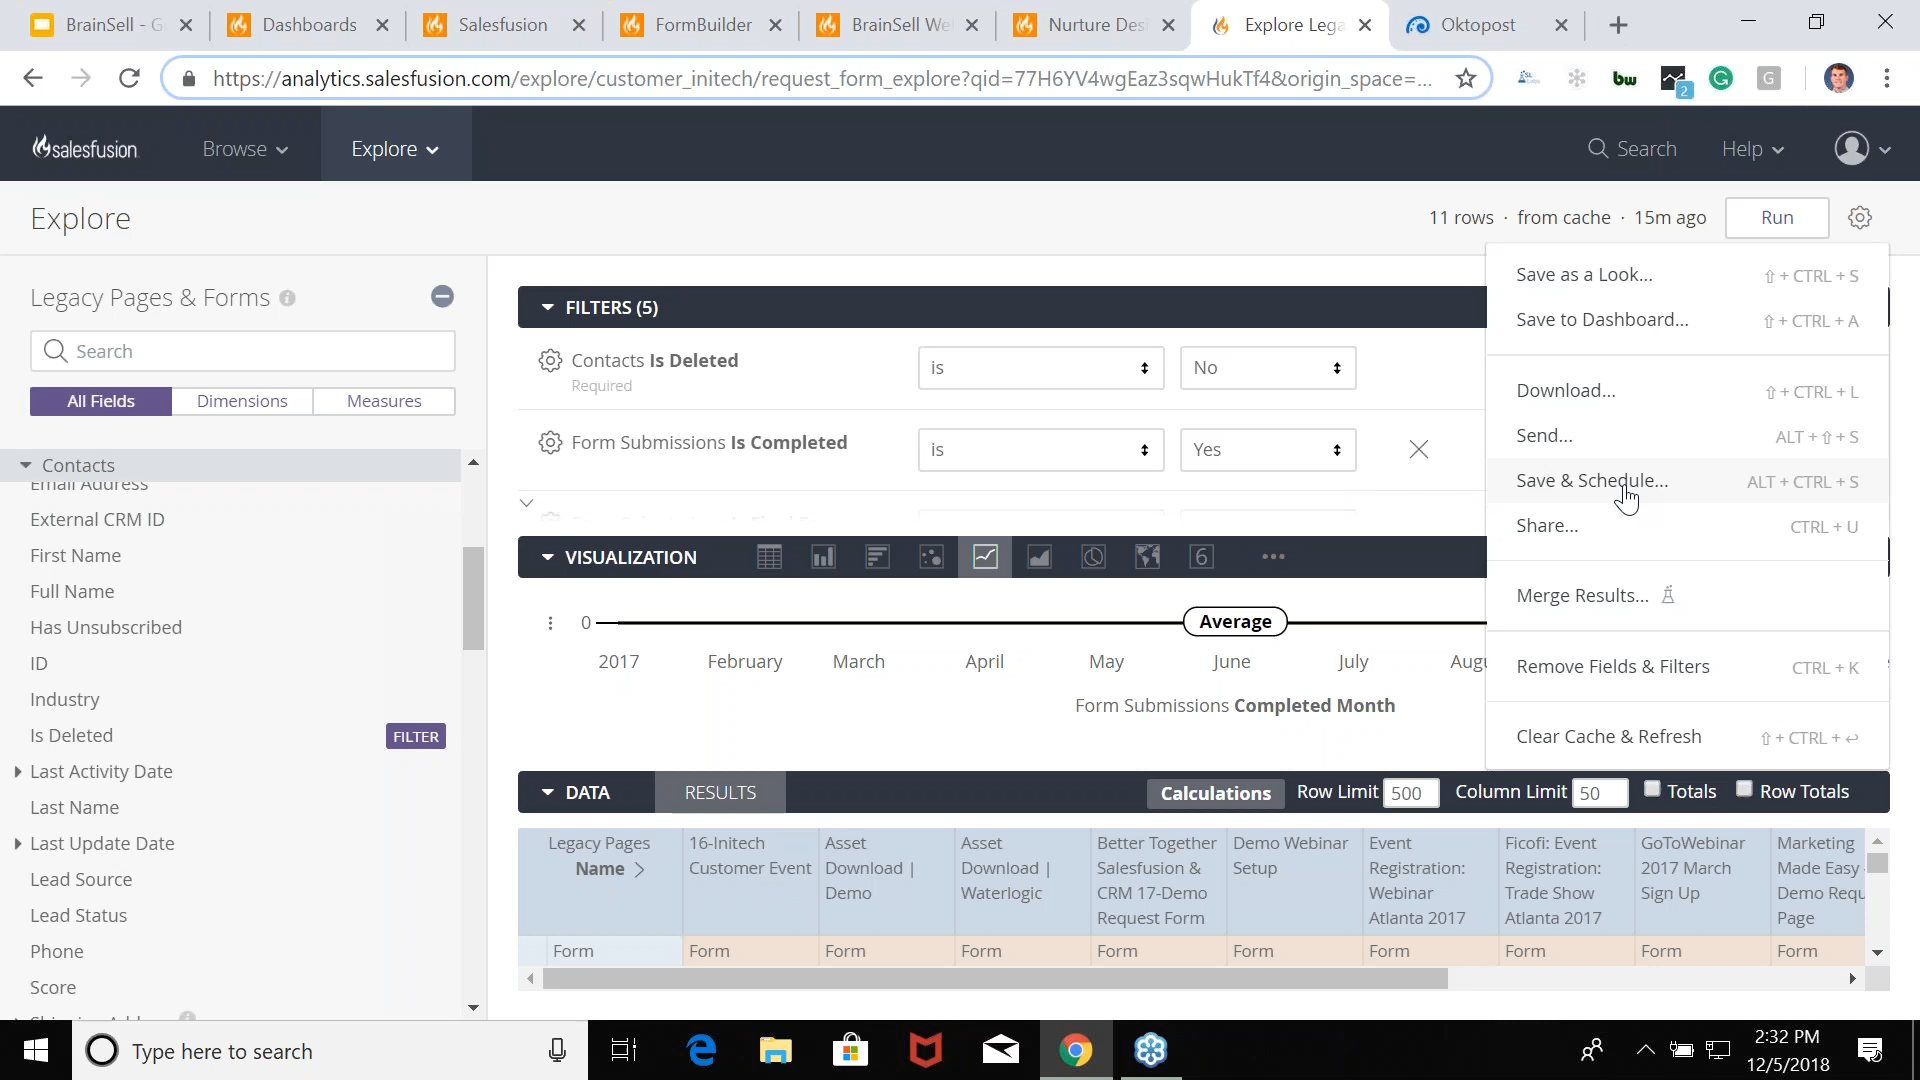 BrainSell - G
Dashboards
Salesfusion
FormBuilder
BrainSell We
Nurture Des
Explore Lega
Oktopost
https://analytics.salesfusion.com/explore/customer_initech/request_form_explore?qid=77H6YV4wgEaz3sqwHukTf4&origin_space=...
bw
2
G
salesfusion
Browse
Explore
Search
Help
Explore
11 rows · from cache · 15m ago
Run
Legacy Pages & Forms
Search
All Fields
Dimensions
Measures
Contacts
Email Address
External CRM ID
First Name
Full Name
Has Unsubscribed
ID
Industry
Is Deleted
FILTER
Last Activity Date
Last Name
Last Update Date
Lead Source
Lead Status
Phone
Score
FILTERS (5)
Contacts Is Deleted
Required
is
No
Form Submissions Is Completed
is
Yes
VISUALIZATION
6
0
Average
2017
February
March
April
May
June
July
Augu
Form Submissions Completed Month
Save as a Look... ⇧ + CTRL + S
Save to Dashboard... ⇧ + CTRL + A
Download... ⇧ + CTRL + L
Send... ALT + ⇧ + S
Save & Schedule... ALT + CTRL + S
Share... CTRL + U
Merge Results...
Remove Fields & Filters CTRL + K
Clear Cache & Refresh ⇧ + CTRL + ↩
DATA
RESULTS
Calculations
Row Limit 500
Column Limit 50
Totals
Row Totals
Legacy Pages
Name
16-Initech
Customer Event
Asset
Download |
Demo
Asset
Download |
Waterlogic
Better Together
Salesfusion &
CRM 17-Demo
Request Form
Demo Webinar
Setup
Event
Registration:
Webinar
Atlanta 2017
Ficofi: Event
Registration:
Trade Show
Atlanta 2017
GoToWebinar
2017 March
Sign Up
Marketing
Made Easy
Demo Requ
Page
Form
Form
Form
Form
Form
Form
Form
Form
Form
Form
Type here to search
2:32 PM
12/5/2018